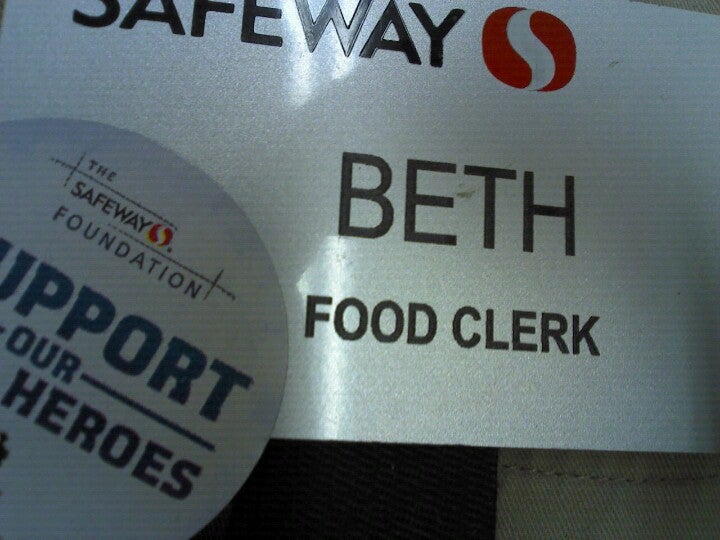 SAFEWAY
BETH
FOOD CLERK
THE
SAFEWAY
FOUNDATION
UPPORT
OUR
HEROES